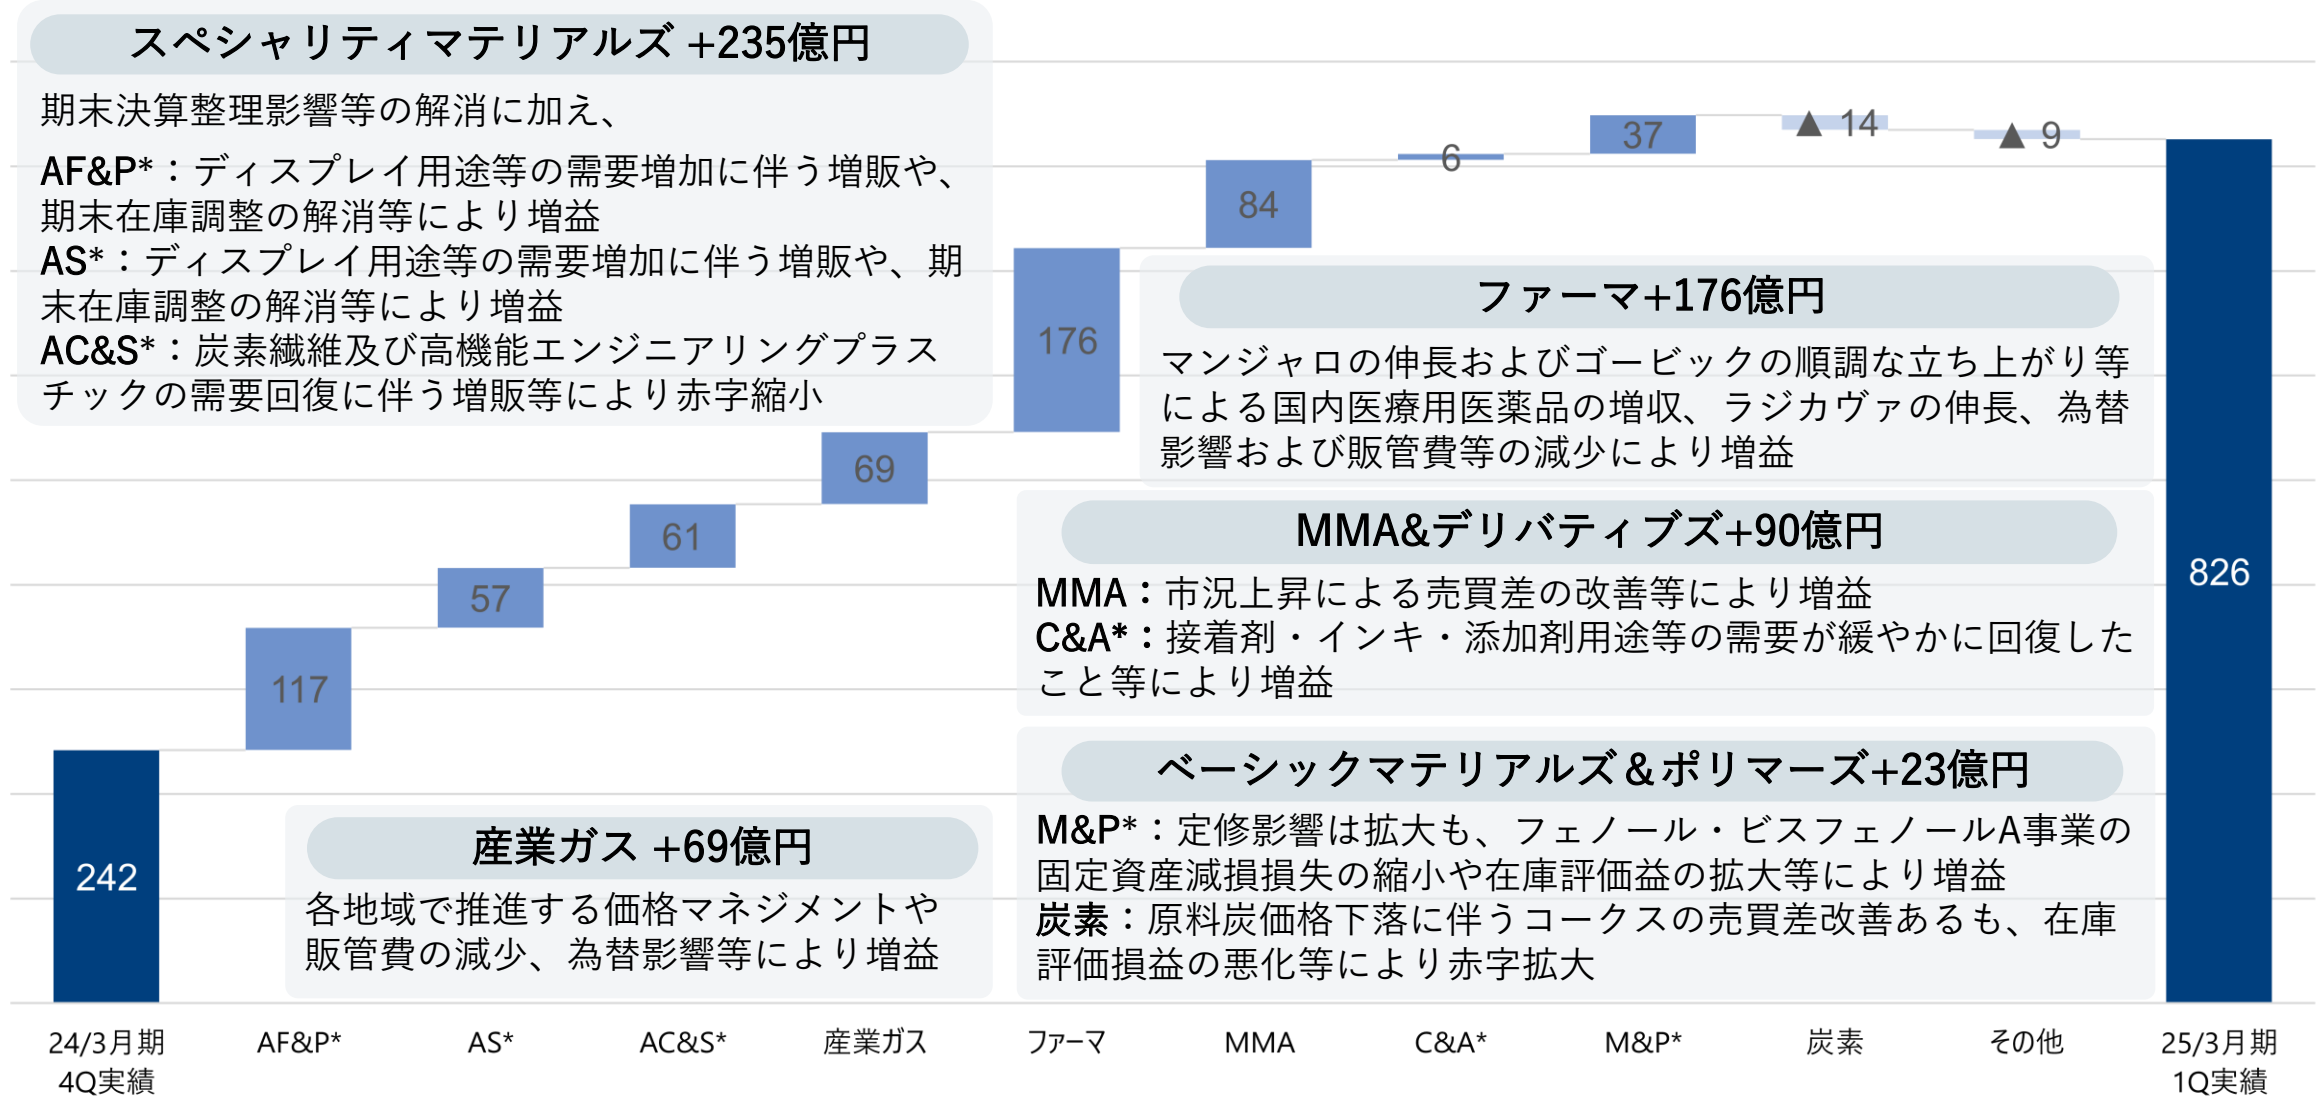 スペシャリティマテリアルズ +235億円
期末決算整理影響等の解消に加え、
AF&P*：ディスプレイ用途等の需要増加に伴う増販や、
期末在庫調整の解消等により増益
AS*：ディスプレイ用途等の需要増加に伴う増販や、期
末在庫調整の解消等により増益
AC&S*：炭素繊維及び高機能エンジニアリングプラス
チックの需要回復に伴う増販等により赤字縮小
産業ガス +69億円
各地域で推進する価格マネジメントや
販管費の減少、為替影響等により増益
ファーマ+176億円
マンジャロの伸長およびゴービックの順調な立ち上がり等
による国内医療用医薬品の増収、ラジカヴァの伸長、為替
影響および販管費等の減少により増益
MMA&デリバティブズ+90億円
MMA：市況上昇による売買差の改善等により増益
C&A*：接着剤・インキ・添加剤用途等の需要が緩やかに回復した
こと等により増益
ベーシックマテリアルズ＆ポリマーズ+23億円
M&P*：定修影響は拡大も、フェノール・ビスフェノールA事業の
固定資産減損損失の縮小や在庫評価益の拡大等により増益
炭素：原料炭価格下落に伴うコークスの売買差改善あるも、在庫
評価損益の悪化等により赤字拡大
242
117
57
61
69
176
84
6
37
▲ 14
▲ 9
826
24/3月期
4Q実績
AF&P*
AS*
AC&S*
産業ガス
ファーマ
MMA
C&A*
M&P*
炭素
その他
25/3月期
1Q実績